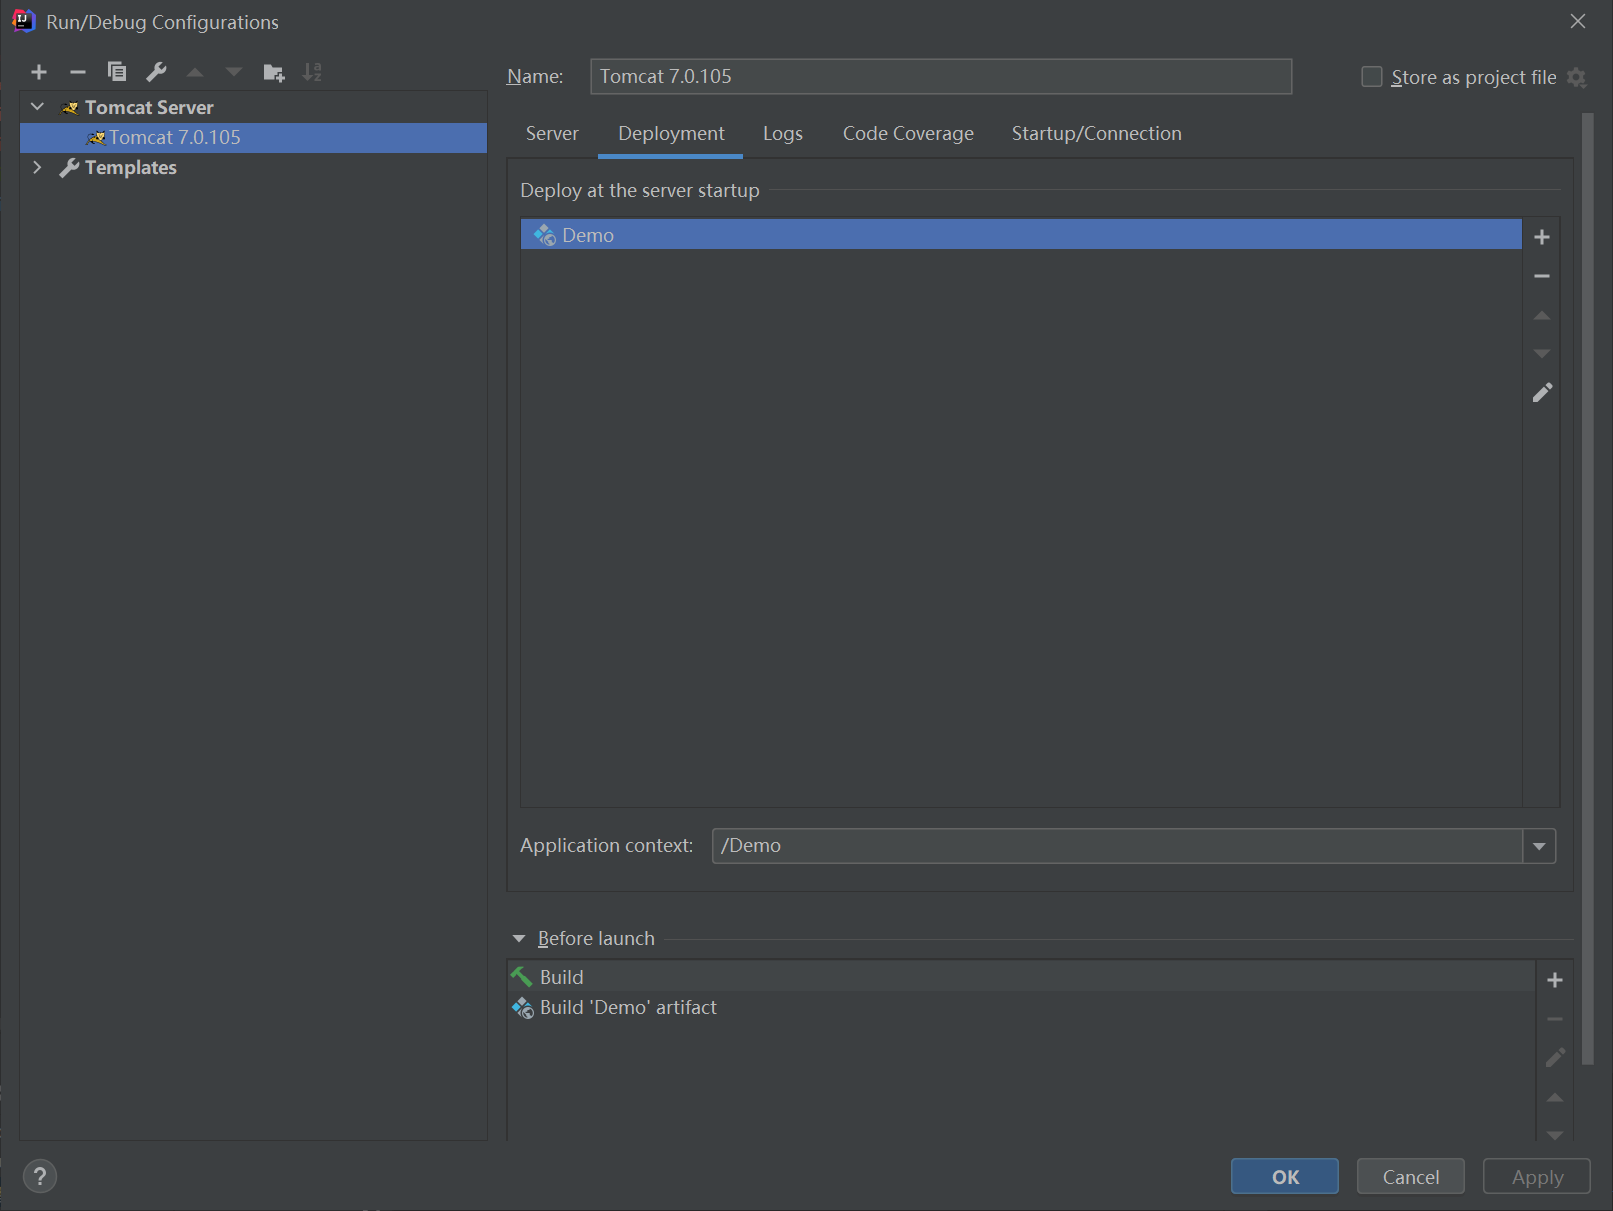 Run/Debug Configurations
Name: Tomcat 7.0.105 Store as project file
Tomcat Server
Tomcat 7.0.105
Templates
Server Deployment Logs Code Coverage Startup/Connection
Deploy at the server startup
Demo
Application context: /Demo
Before launch
Build
Build 'Demo' artifact
? OK Cancel Apply